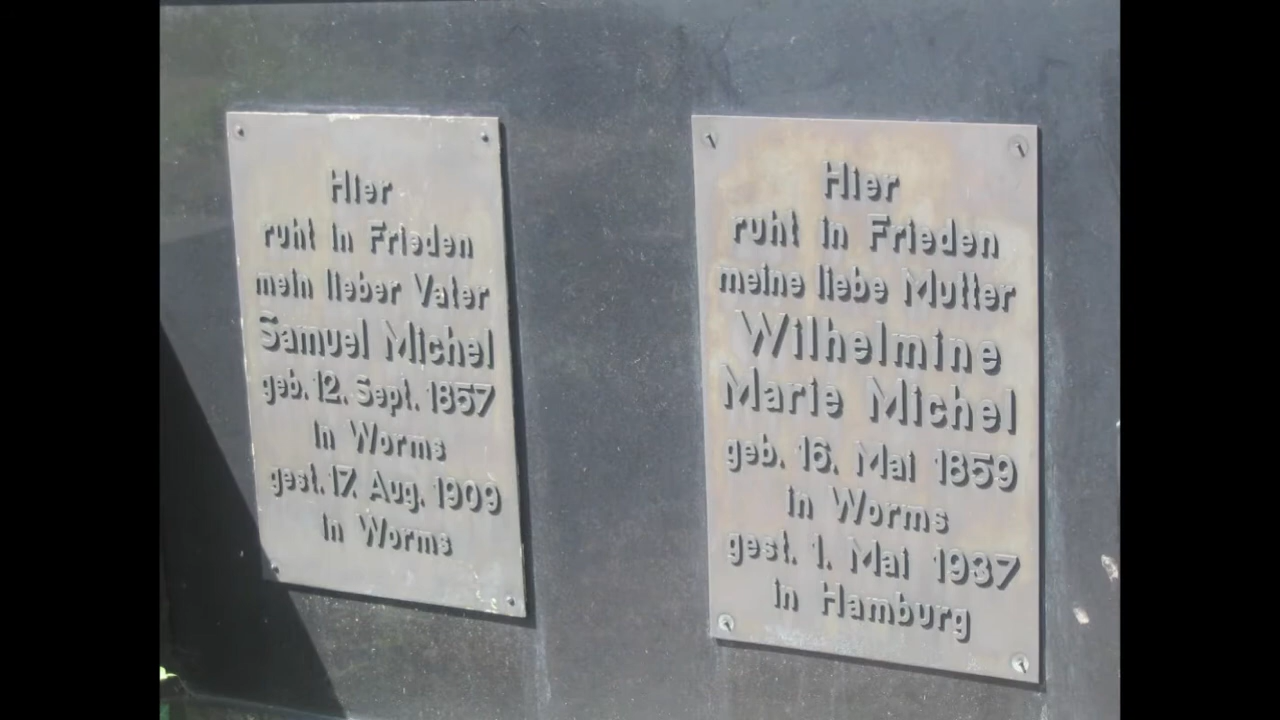 Hier
ruht in Frieden
mein lieber Vater
Samuel Michel
geb. 12. Sept. 1857
in Worms
gest. 17. Aug. 1909
in Worms
Hier
ruht in Frieden
meine liebe Mutter
Wilhelmine
Marie Michel
geb. 16. Mai 1859
in Worms
gest. 1. Mai 1937
in Hamburg